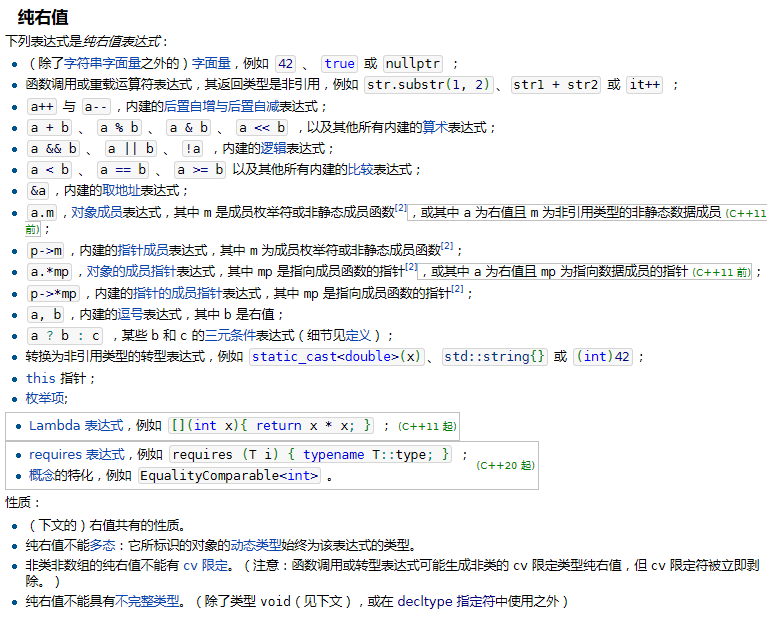 纯右值
下列表达式是纯右值表达式：
（除了字符串字面量之外的）字面量，例如 42 、 true 或 nullptr ；
函数调用或重载运算符表达式，其返回类型是非引用，例如 str.substr(1, 2)、 str1 + str2 或 it++ ；
a++ 与 a-- ，内建的后置自增与后置自减表达式；
a + b 、 a % b 、 a & b 、 a << b ，以及其他所有内建的算术表达式；
a && b 、 a || b 、 !a ，内建的逻辑表达式；
a < b 、 a == b 、 a >= b 以及其他所有内建的比较表达式；
&a ，内建的取地址表达式；
a.m ，对象成员表达式，其中 m 是成员枚举符或非静态成员函数[2]，或其中 a 为右值且 m 为非引用类型的非静态数据成员 (C++11
前)；
p->m ，内建的指针成员表达式，其中 m 为成员枚举符或非静态成员函数[2]；
a.*mp ，对象的成员指针表达式，其中 mp 是指向成员函数的指针[2]，或其中 a 为右值且 mp 为指向数据成员的指针 (C++11 前)；
p->*mp ，内建的指针的成员指针表达式，其中 mp 是指向成员函数的指针[2]；
a, b ，内建的逗号表达式，其中 b 是右值；
a ? b : c ，某些 b 和 c 的三元条件表达式（细节见定义）；
转换为非引用类型的转型表达式，例如 static_cast<double>(x)、 std::string{} 或 (int)42 ；
this 指针；
枚举项;
Lambda 表达式，例如 [](int x){ return x * x; } ； (C++11 起)
requires 表达式，例如 requires (T i) { typename T::type; } ；
概念的特化，例如 EqualityComparable<int> 。
(C++20 起)
性质：
（下文的）右值共有的性质。
纯右值不能多态：它所标识的对象的动态类型始终为该表达式的类型。
非类非数组的纯右值不能有 cv 限定。（注意：函数调用或转型表达式可能生成非类的 cv 限定类型纯右值，但 cv 限定符被立即剥
除。）
纯右值不能具有不完整类型。（除了类型 void（见下文），或在 decltype 指定符中使用之外）